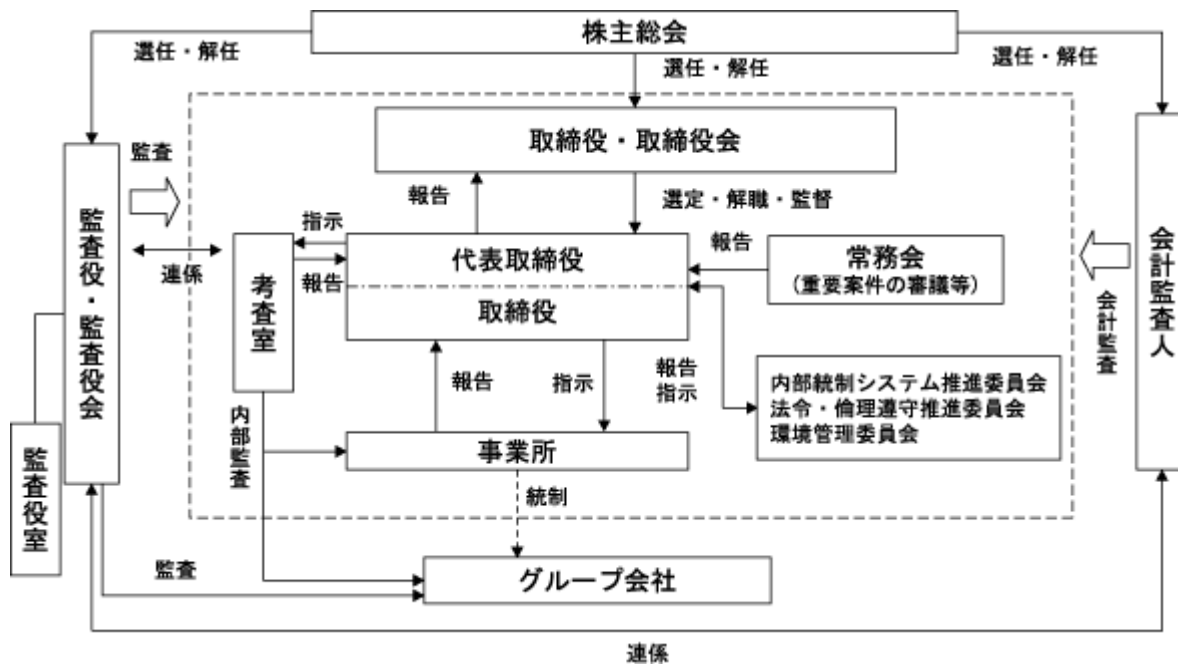 株主総会
選任・解任
選任・解任
選任・解任
取締役・取締役会
監査
報告
選定・解職・監督
監査役・監査役会
連係
指示
報告
考査室
代表取締役
取締役
報告
常務会
(重要案件の審議等)
会計監査人
会計監査
報告
指示
報告
指示
内部統制システム推進委員会
法令・倫理遵守推進委員会
環境管理委員会
内部監査
事業所
監査役室
統制
監査
グループ会社
連係